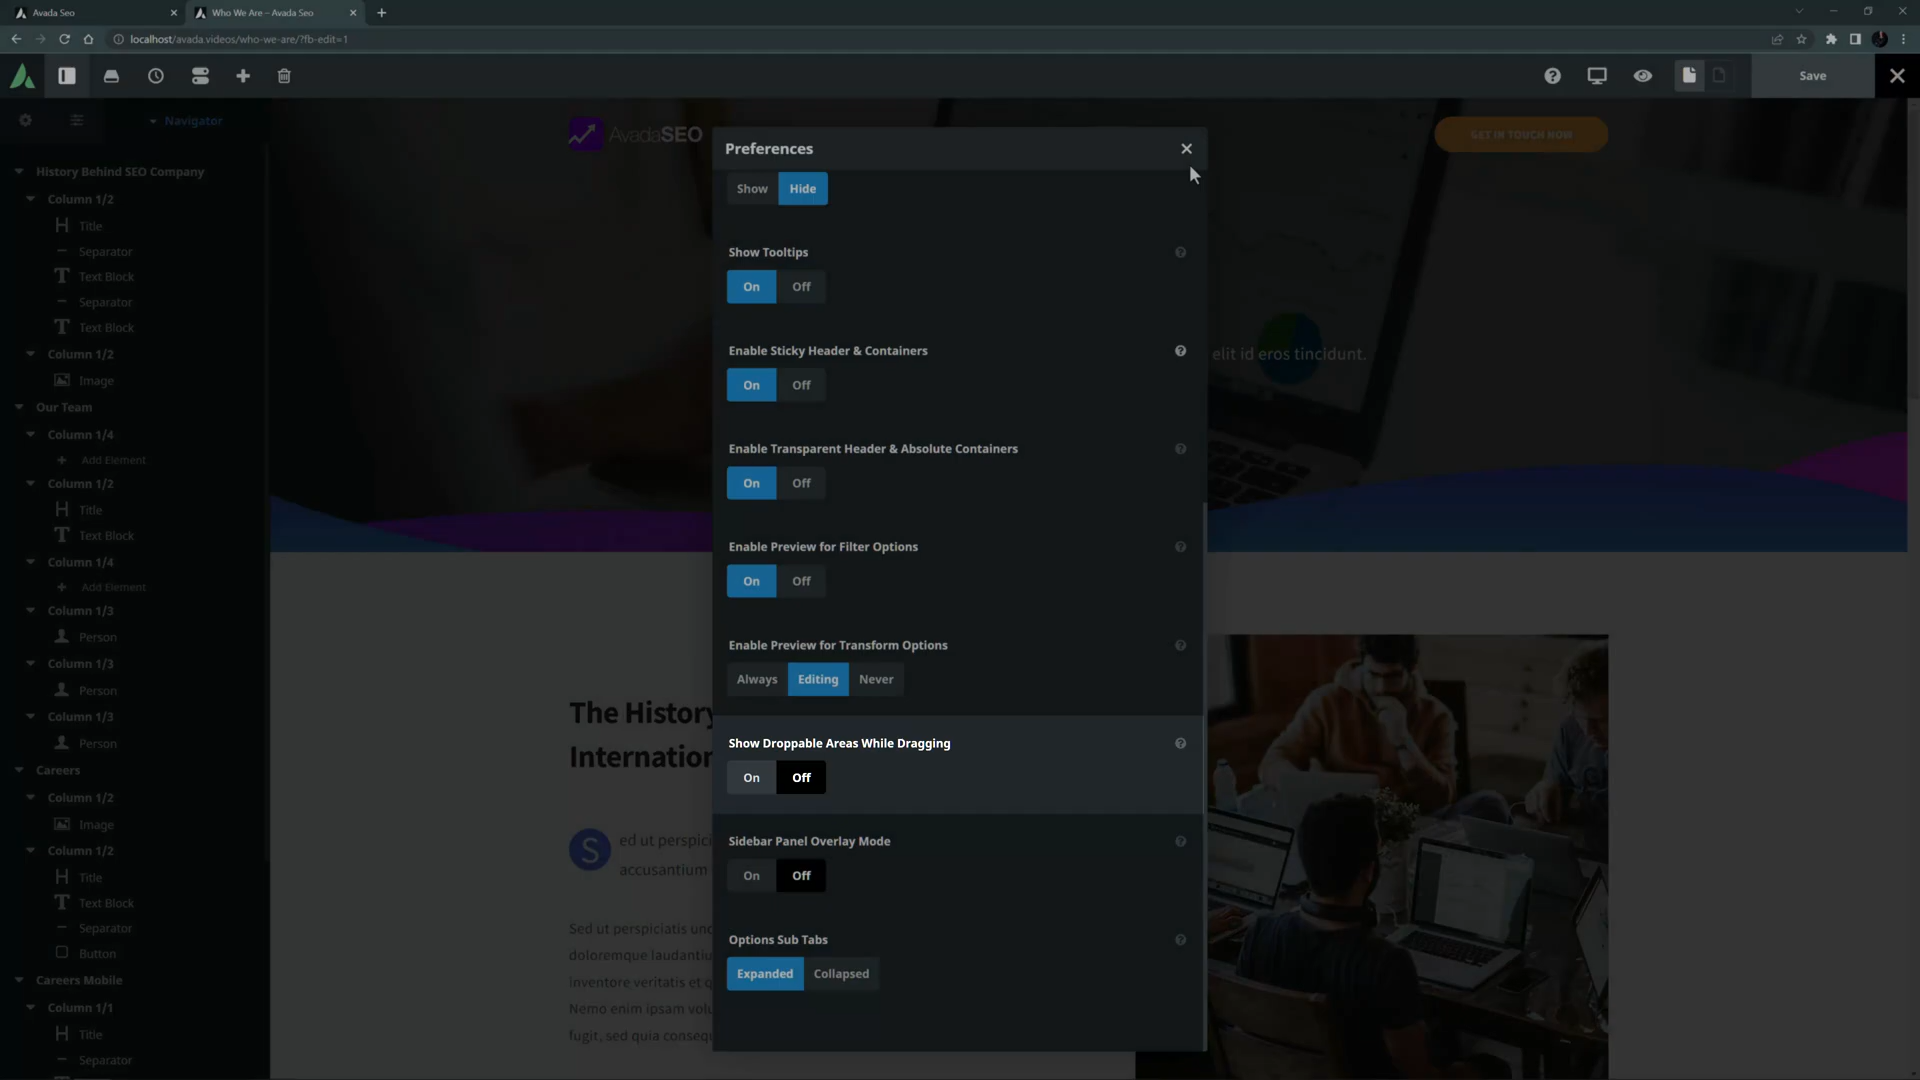 Avada Seo
Who We Are – Avada Seo
localhost/avada.videos/who-we-are/?fb-edit=1
Save
Navigator
History Behind SEO Company
Column 1/2
Title
Separator
Text Block
Separator
Text Block
Column 1/2
Image
Our Team
Column 1/4
Add Element
Column 1/2
Title
Text Block
Column 1/4
Add Element
Column 1/3
Person
Column 1/3
Person
Column 1/3
Person
Careers
Column 1/2
Image
Column 1/2
Title
Text Block
Separator
Button
Careers Mobile
Column 1/1
Title
Separator
AvadaSEO
GET IN TOUCH NOW
elit id eros tincidunt.
The History
Internation
S
ed ut perspici
accusantium
Sed ut perspiciatis und
doloremque laudantiu
inventore veritatis et q
Nemo enim ipsam volu
fugit, sed quia consequ
Preferences
Show Hide
Show Tooltips
On Off
Enable Sticky Header & Containers
On Off
Enable Transparent Header & Absolute Containers
On Off
Enable Preview for Filter Options
On Off
Enable Preview for Transform Options
Always Editing Never
Show Droppable Areas While Dragging
On Off
Sidebar Panel Overlay Mode
On Off
Options Sub Tabs
Expanded Collapsed